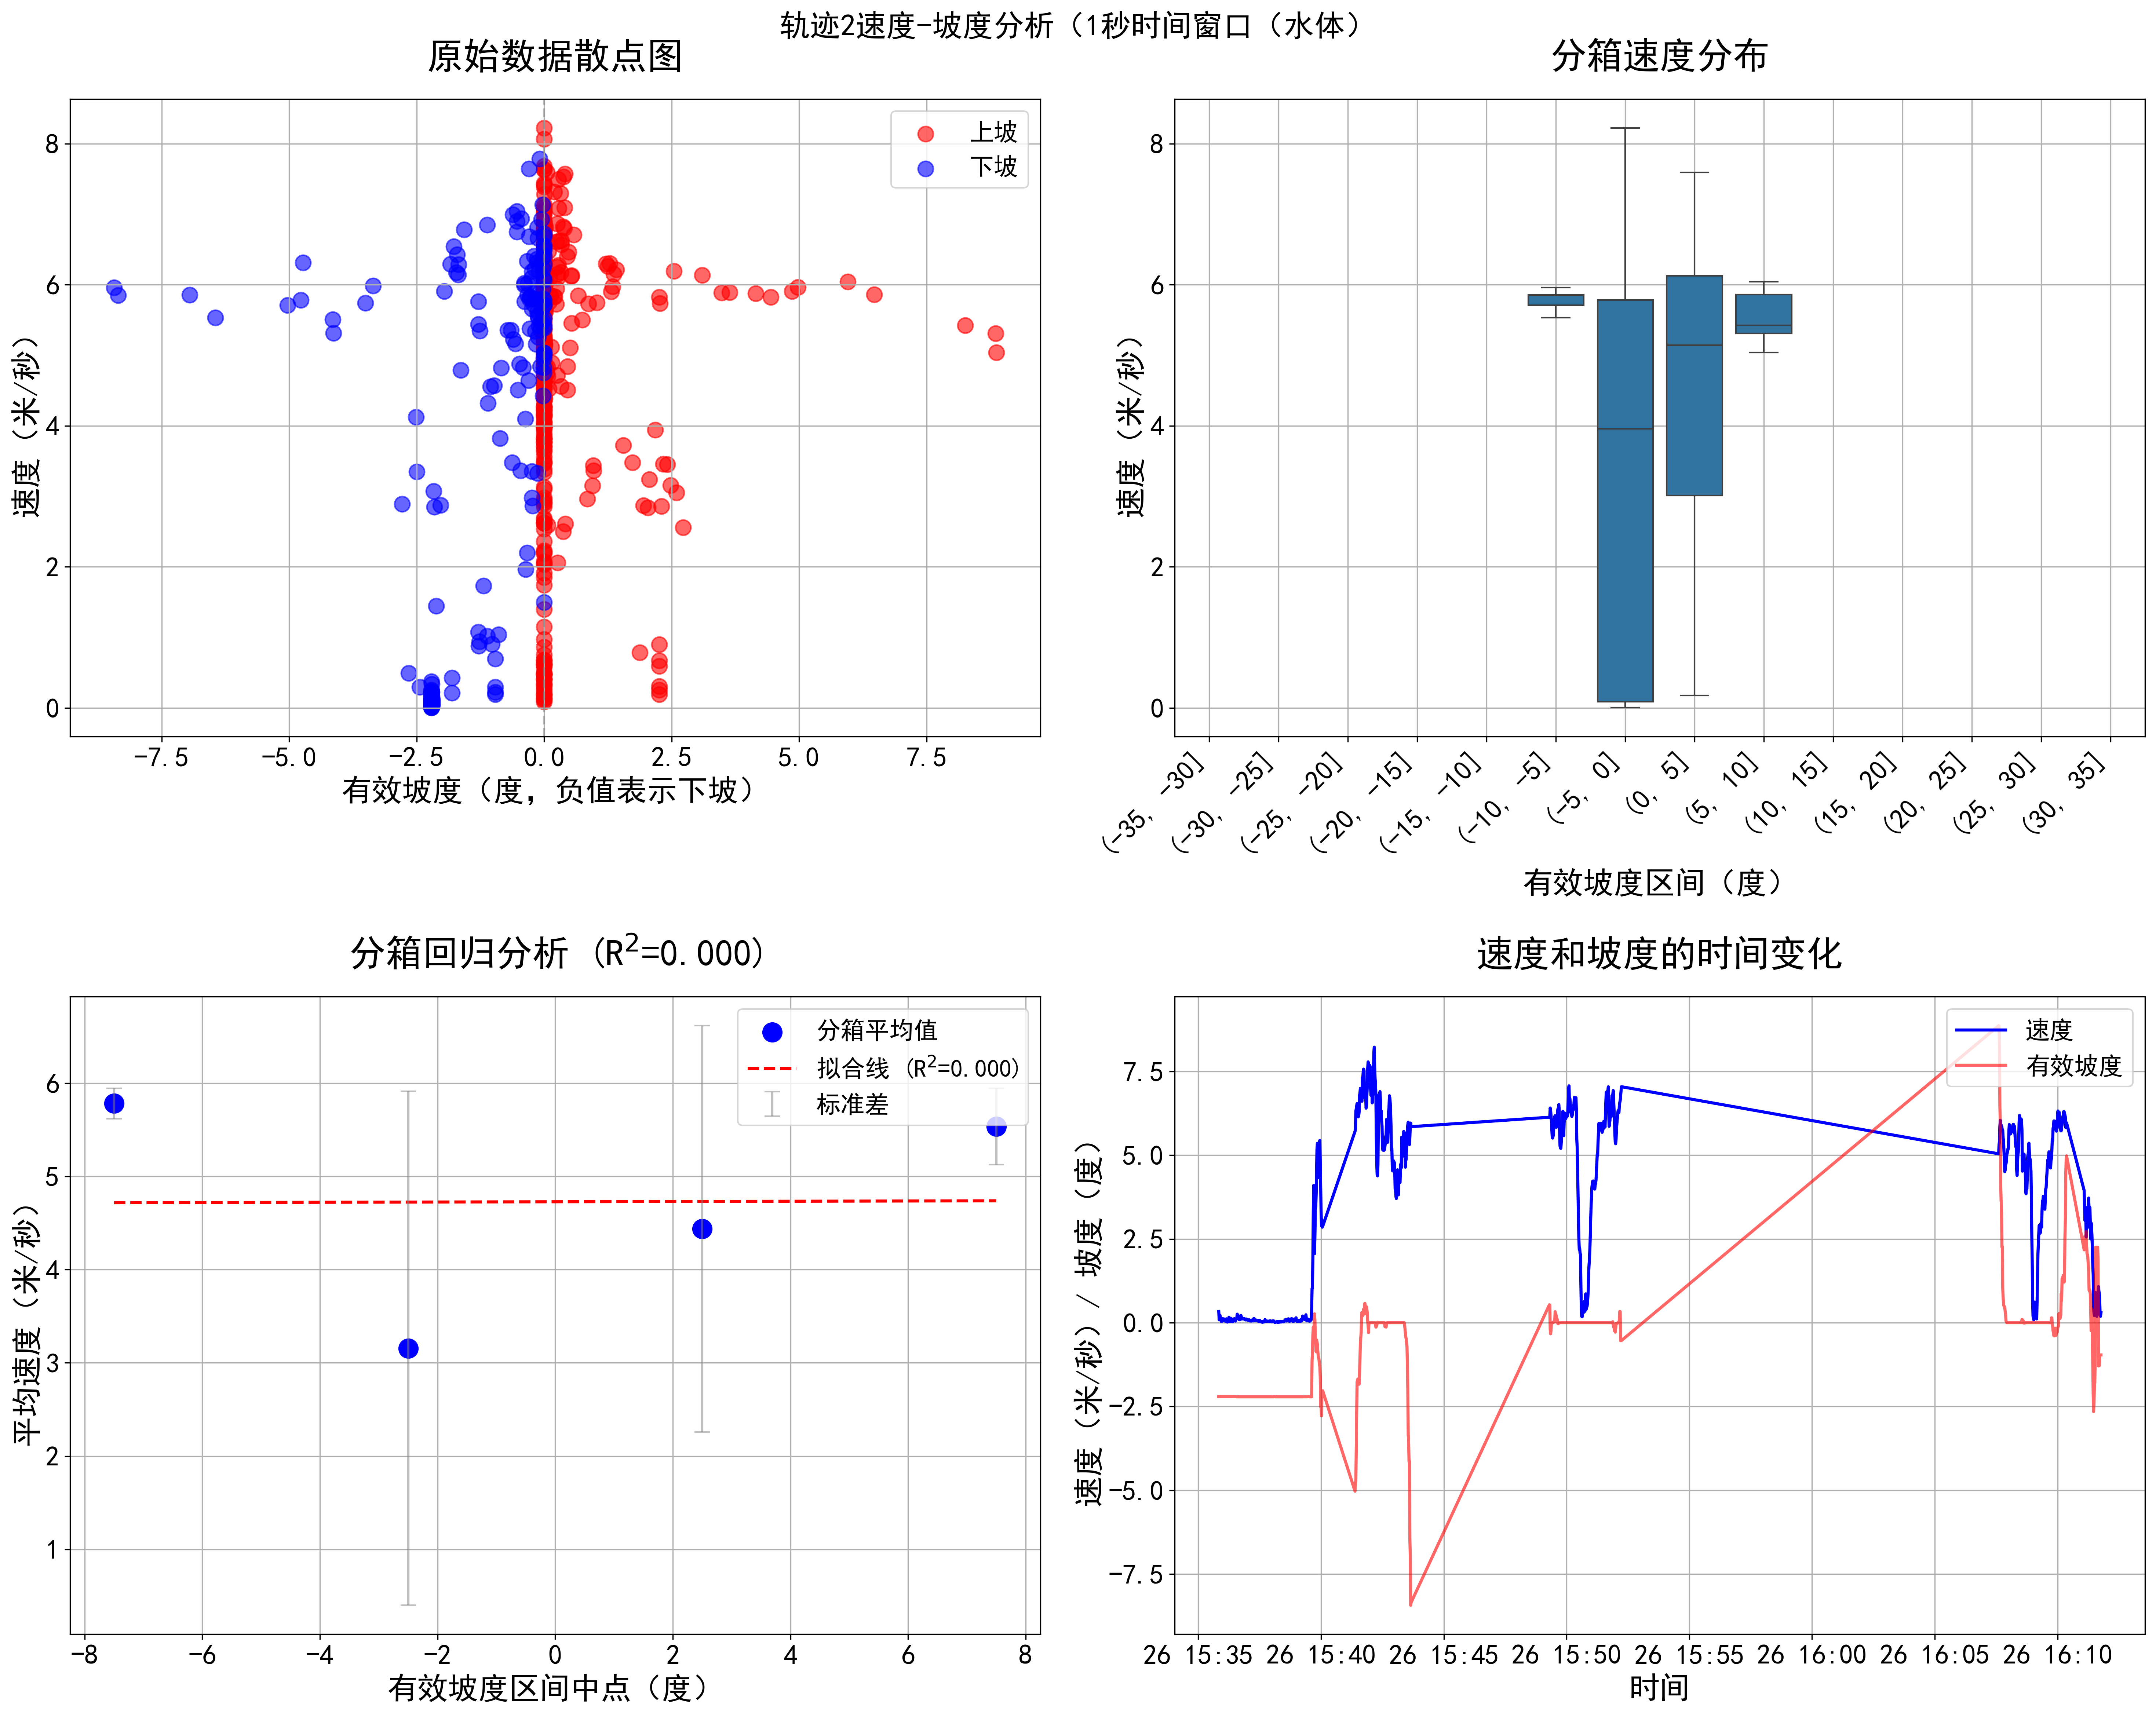 轨迹2速度-坡度分析（1秒时间窗口（水体）
原始数据散点图
上坡
下坡
速度（米/秒）
8
6
4
2
0
−7.5 −5.0 −2.5 0.0 2.5 5.0 7.5
有效坡度（度，负值表示下坡）
分箱速度分布
速度（米/秒）
8
6
4
2
0
(-35, -30]
(-30, -25]
(-25, -20]
(-20, -15]
(-15, -10]
(-10, -5]
(-5, 0]
(0, 5]
(5, 10]
(10, 15]
(15, 20]
(20, 25]
(25, 30]
(30, 35]
有效坡度区间（度）
分箱回归分析 (R²=0.000)
分箱平均值
拟合线 (R²=0.000)
标准差
平均速度（米/秒）
6
5
4
3
2
1
−8 −6 −4 −2 0 2 4 6 8
有效坡度区间中点（度）
速度和坡度的时间变化
速度
有效坡度
速度（米/秒）/ 坡度（度）
7.5
5.0
2.5
0.0
−2.5
−5.0
−7.5
26 15:35 26 15:40 26 15:45 26 15:50 26 15:55 26 16:00 26 16:05 26 16:10
时间